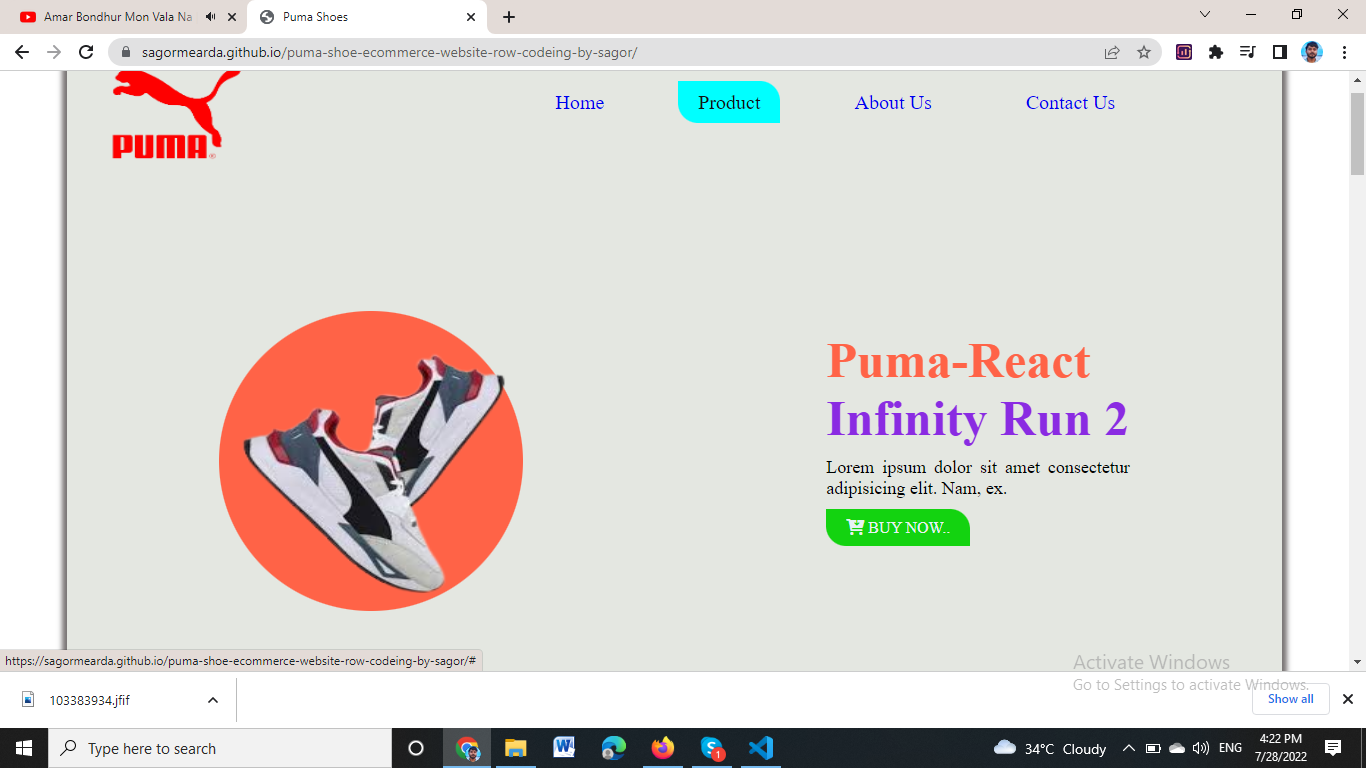 Amar Bondhur Mon Vala Na
Puma Shoes
sagormearda.github.io/puma-shoe-ecommerce-website-row-codeing-by-sagor/
PUMA
Home
Product
About Us
Contact Us
Puma-React
Infinity Run 2
Lorem ipsum dolor sit amet consectetur
adipisicing elit. Nam, ex.
BUY NOW..
https://sagormearda.github.io/puma-shoe-ecommerce-website-row-codeing-by-sagor/#
Activate Windows
Go to Settings to activate Windows.
103383934.jfif
Show all
Type here to search
W
S
1
34°C Cloudy
ENG
4:22 PM
7/28/2022